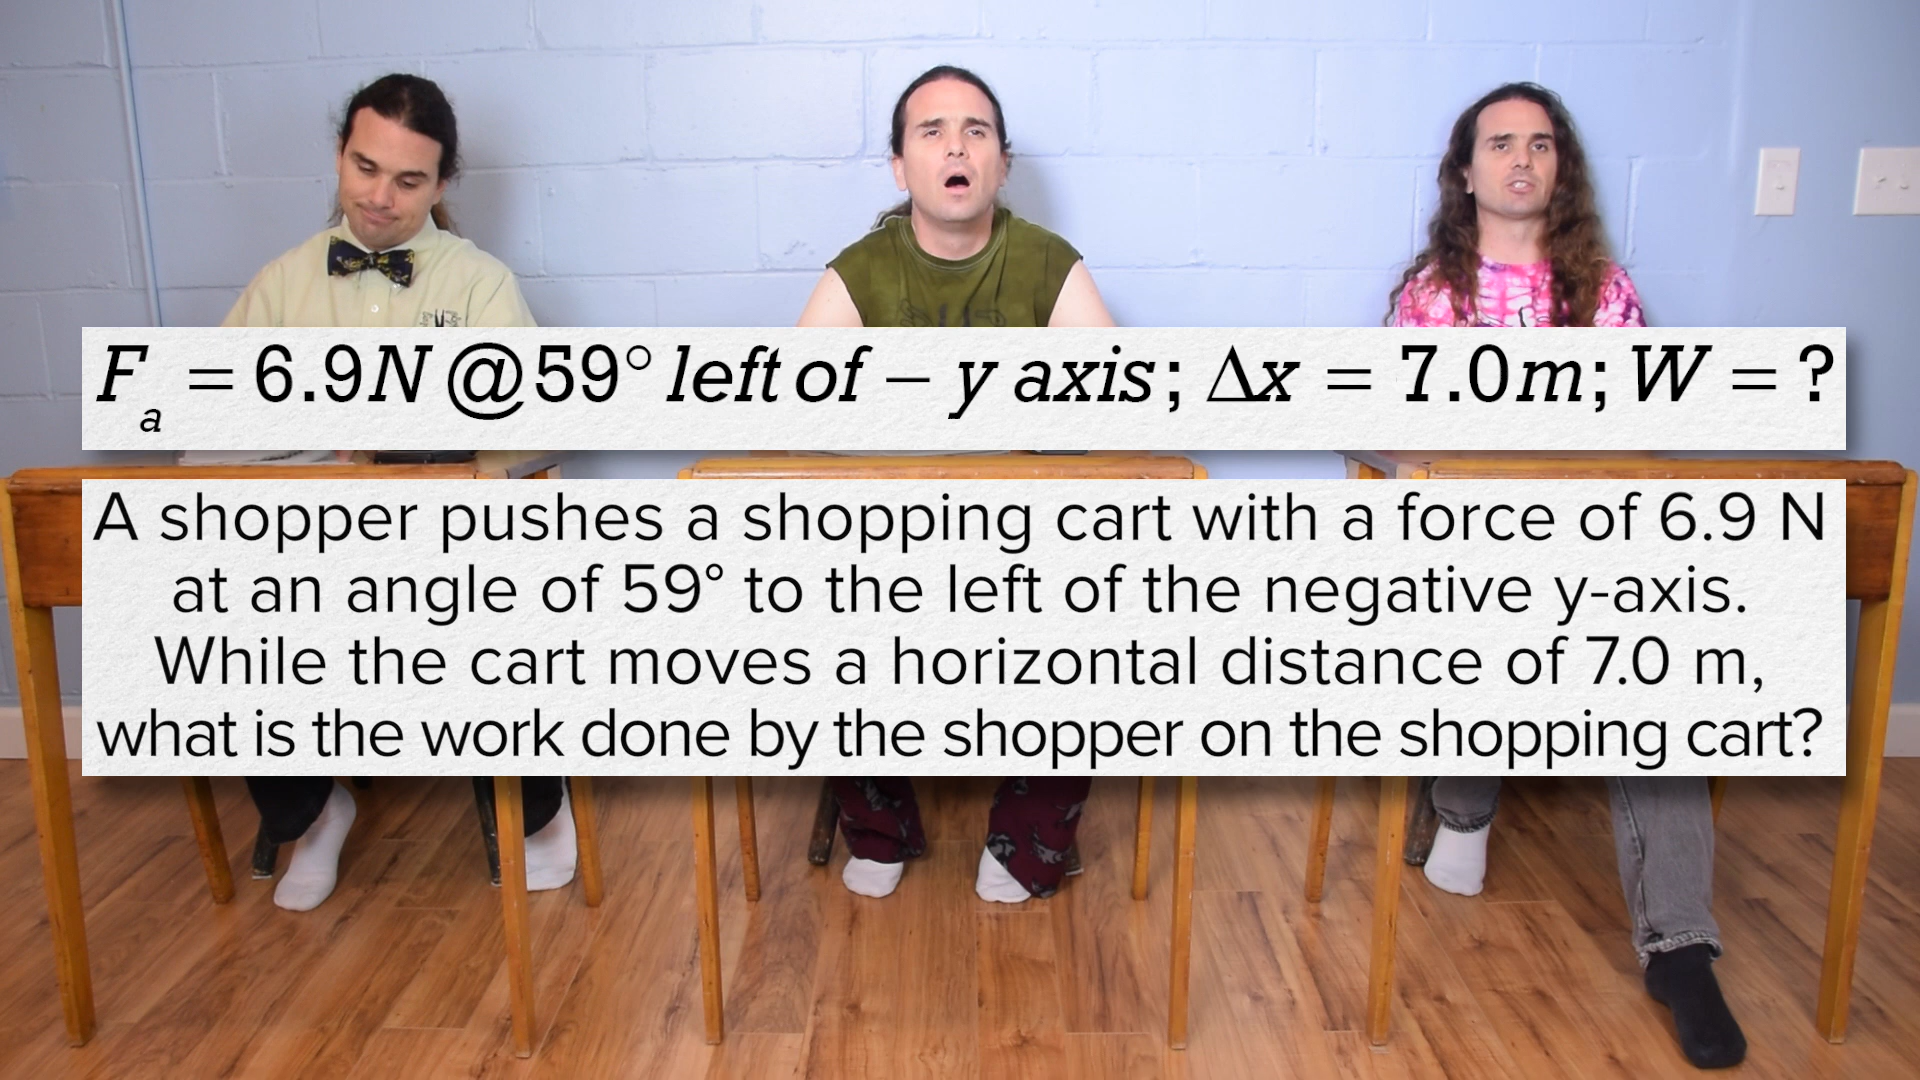 F_a = 6.9N @ 59° left of – y axis; Δx = 7.0m; W = ?
A shopper pushes a shopping cart with a force of 6.9 N
at an angle of 59° to the left of the negative y-axis.
While the cart moves a horizontal distance of 7.0 m,
what is the work done by the shopper on the shopping cart?